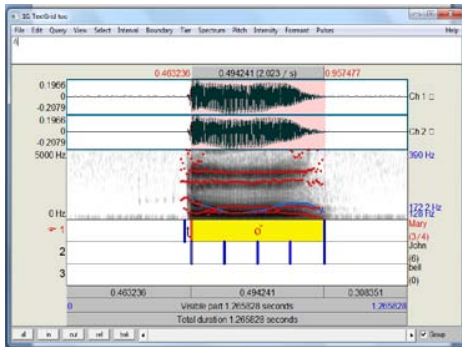 30. TextGrid too
File Edit Query View Select Interval Boundary Tier Spectrum Pitch Intensity Formant Pulses Help
0.463236 0.494241 (2.023 / s) 0.957477
0.1966
0
-0.2079
Ch 1
0.1966
0
-0.2079
Ch 2
5000 Hz
390 Hz
172.2 Hz
0 Hz
128 Hz
1
t
Mary
(3/4)
2
John
(6)
3
bell
(0)
0.463236 0.494241 0.308351
0 Visible part 1.265828 seconds 1.265828
Total duration 1.265828 seconds
all in out sel bak Group